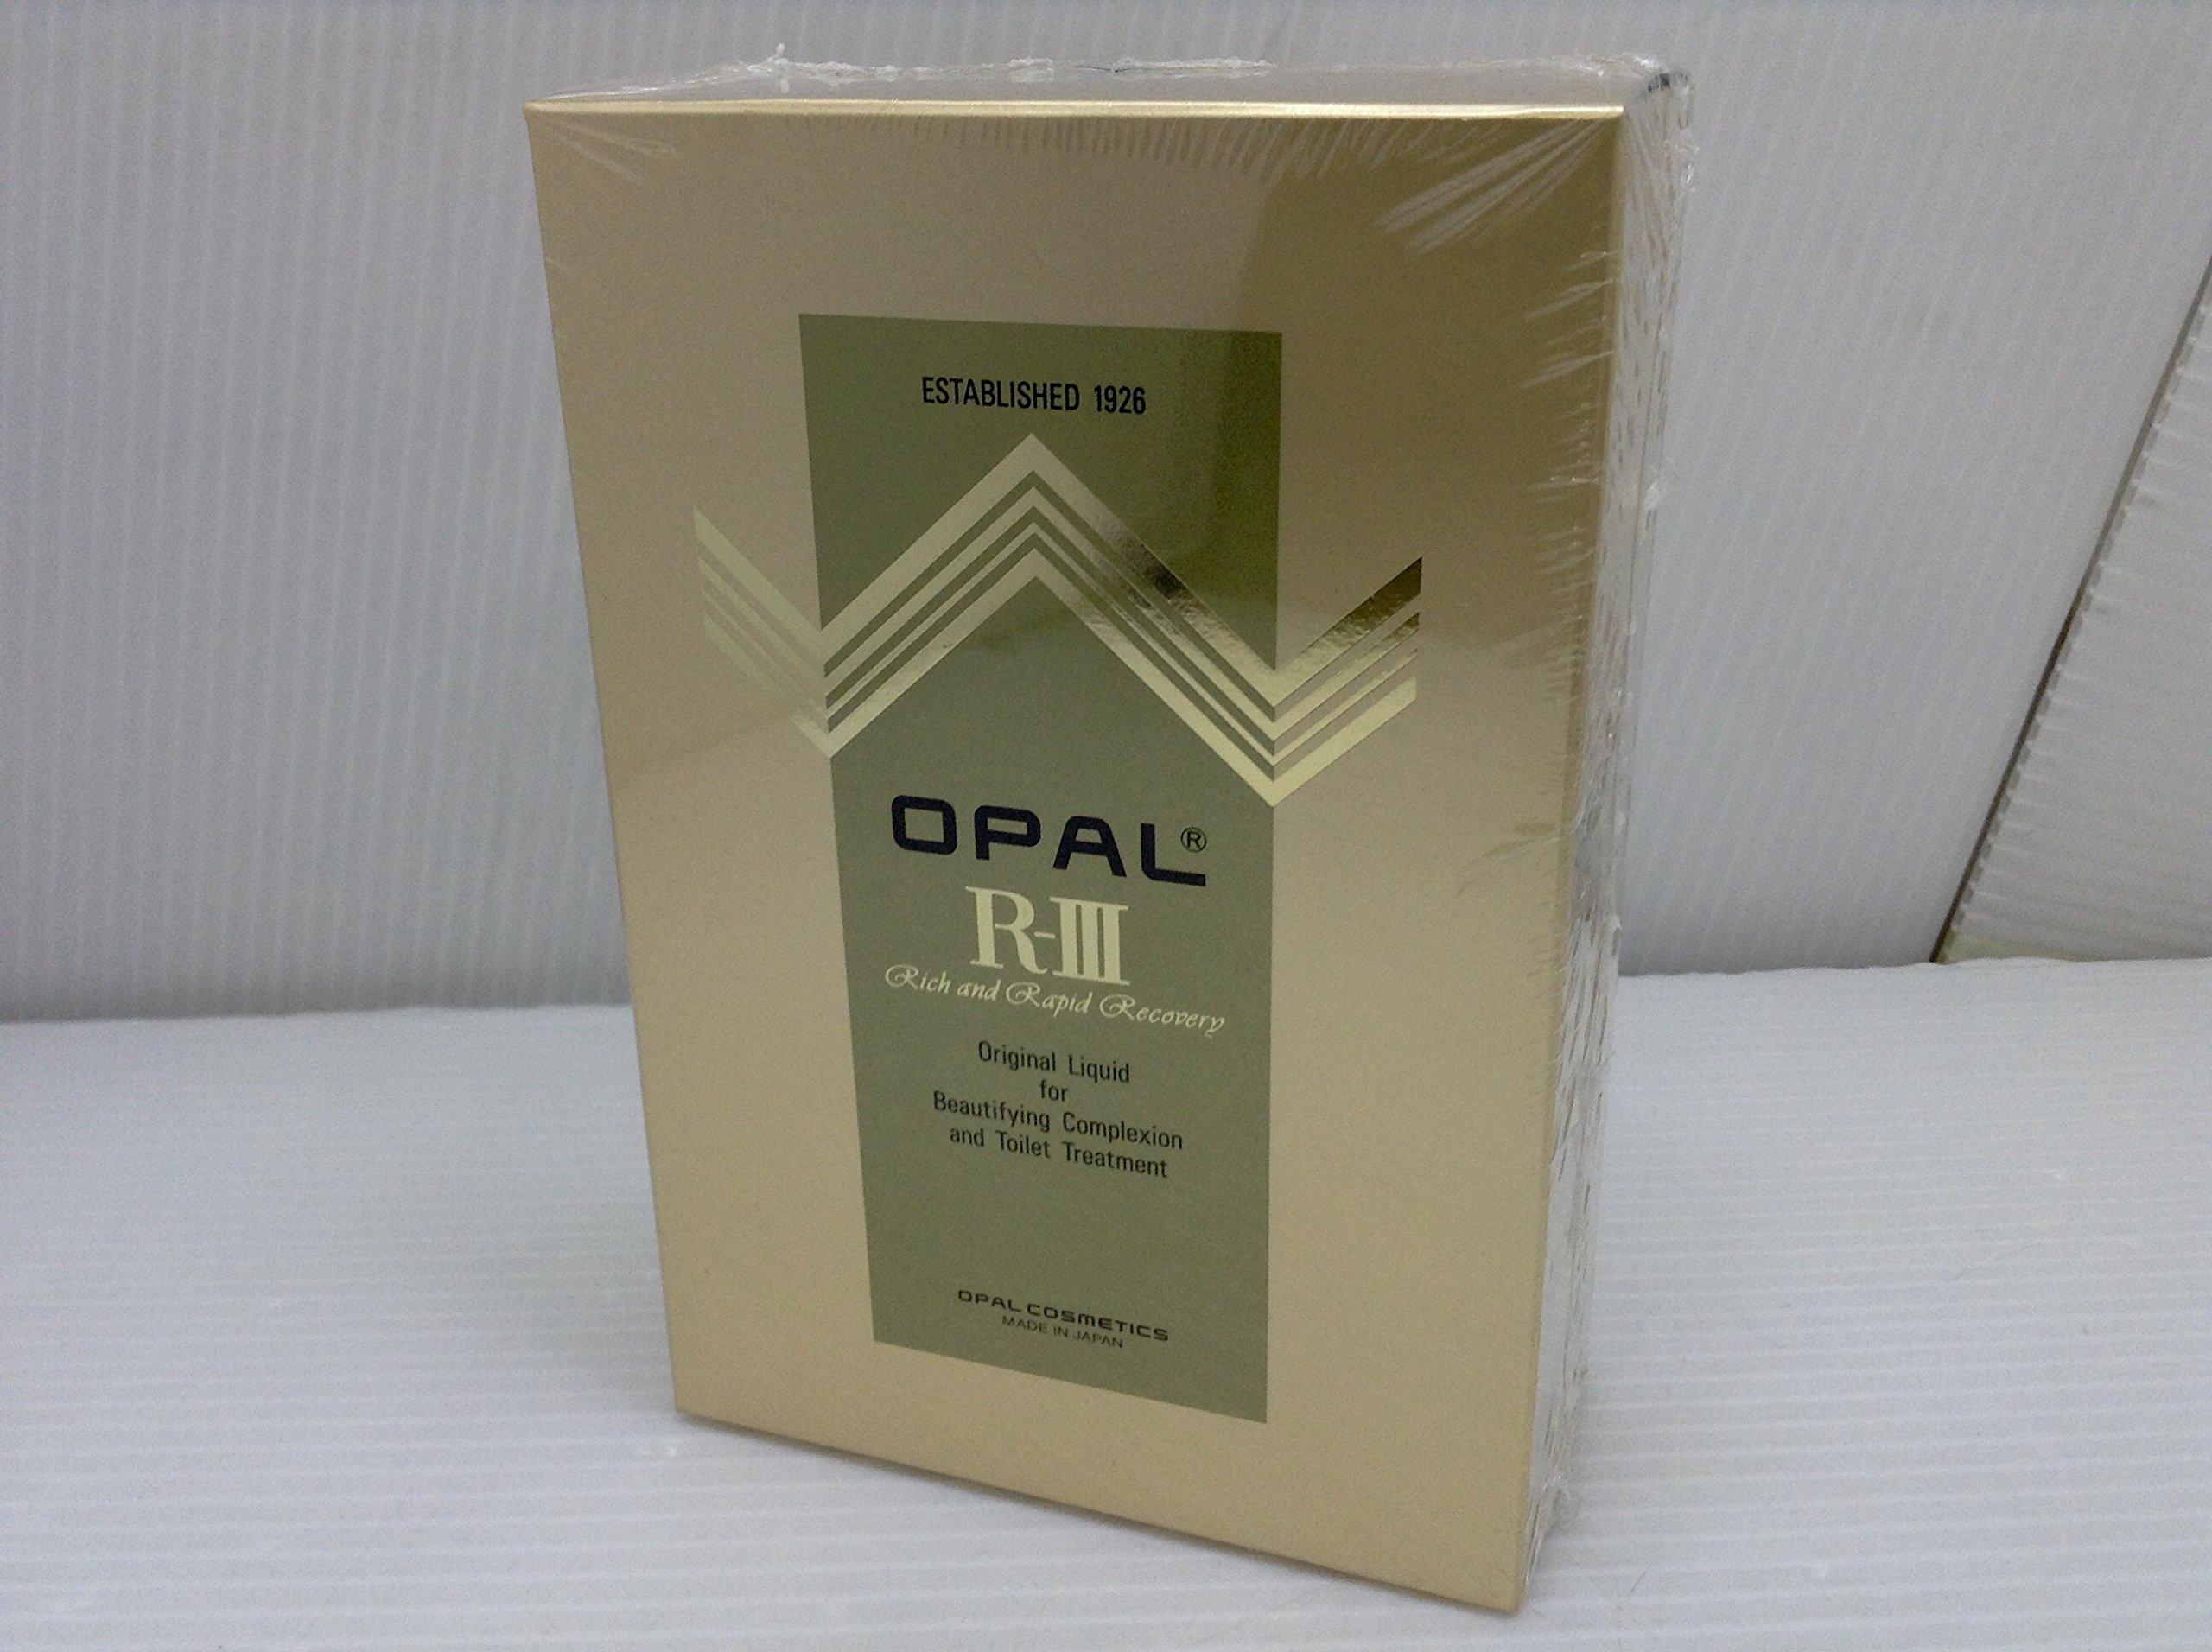 ESTABLISHED 1926
OPAL®
R-III
Rich and Rapid Recovery
Original Liquid
for
Beautifying Complexion
and Toilet Treatment
OPAL COSMETICS
MADE IN JAPAN